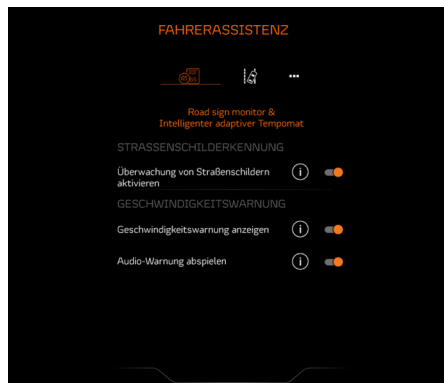 FAHRERASSISTENZ
Road sign monitor &
Intelligenter adaptiver Tempomat
STRASSENSCHILDERKENNUNG
Überwachung von Straßenschildern
aktivieren
GESCHWINDIGKEITSWARNUNG
Geschwindigkeitswarnung anzeigen
Audio-Warnung abspielen